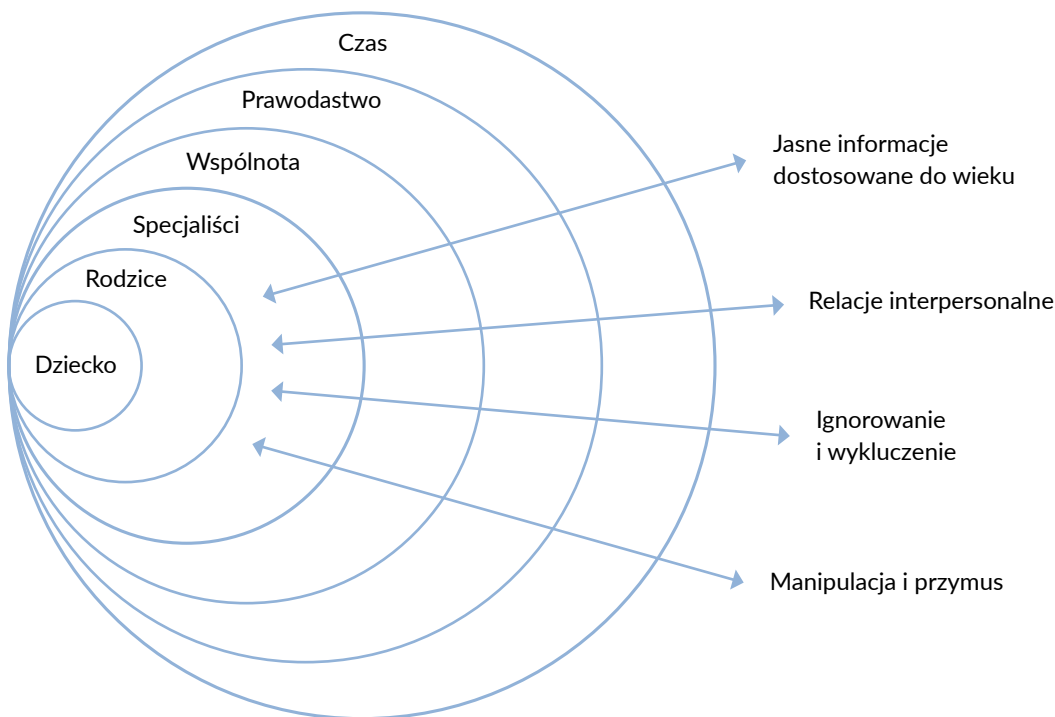 Czas
Prawodastwo
Wspólnota
Specjaliści
Rodzice
Dziecko
Jasne informacje
dostosowane do wieku
Relacje interpersonalne
Ignorowanie
i wykluczenie
Manipulacja i przymus